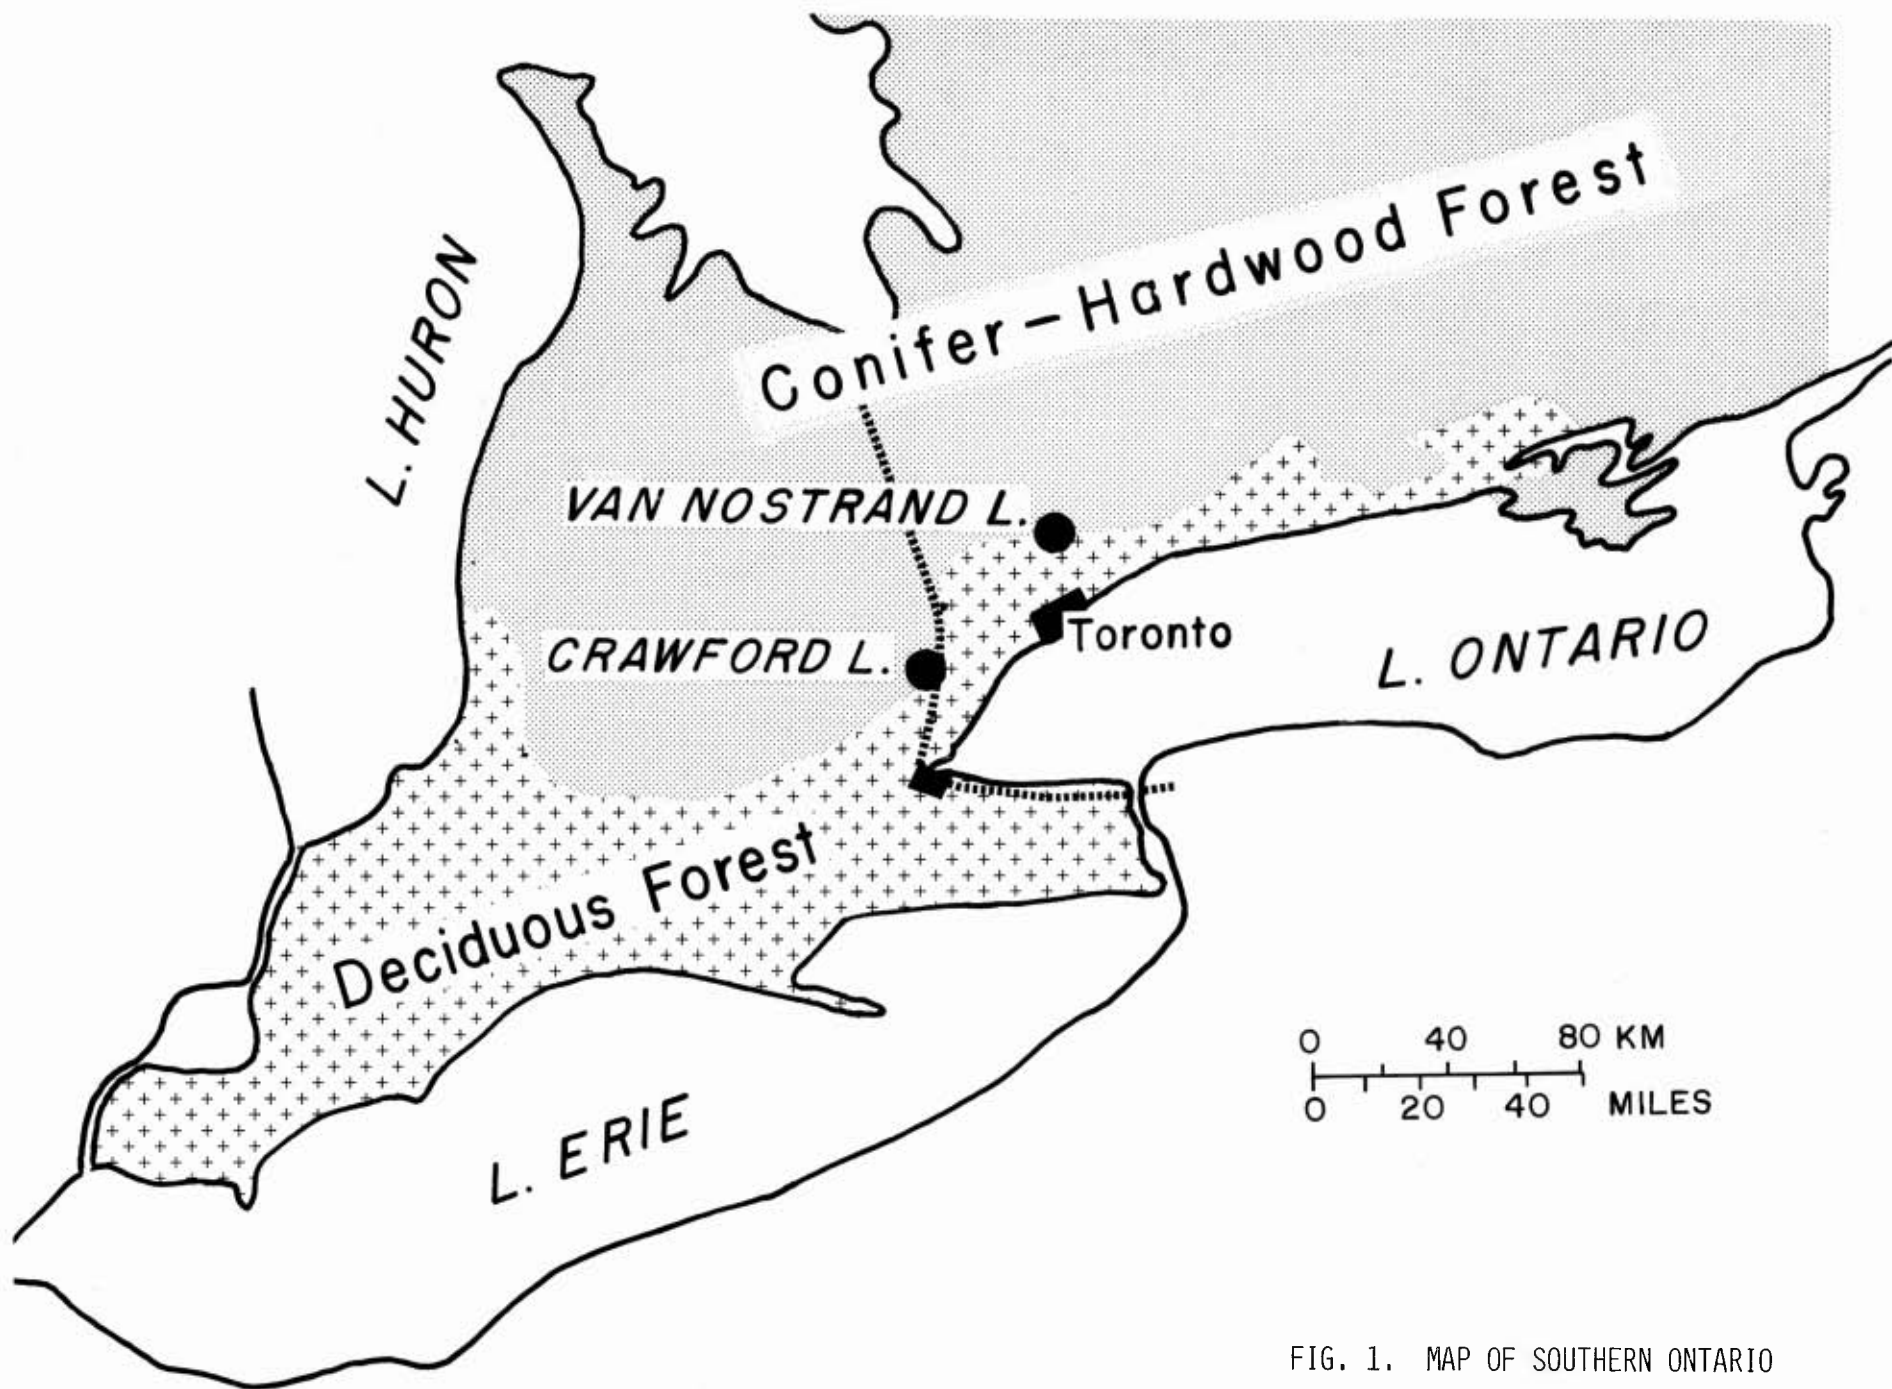 Conifer-Hardwood Forest
L. HURON
VAN NOSTRAND L.
Toronto
CRAWFORD L.
L. ONTARIO
Deciduous Forest
L. ERIE
0 40 80 KM
0 20 40 MILES
FIG. 1. MAP OF SOUTHERN ONTARIO